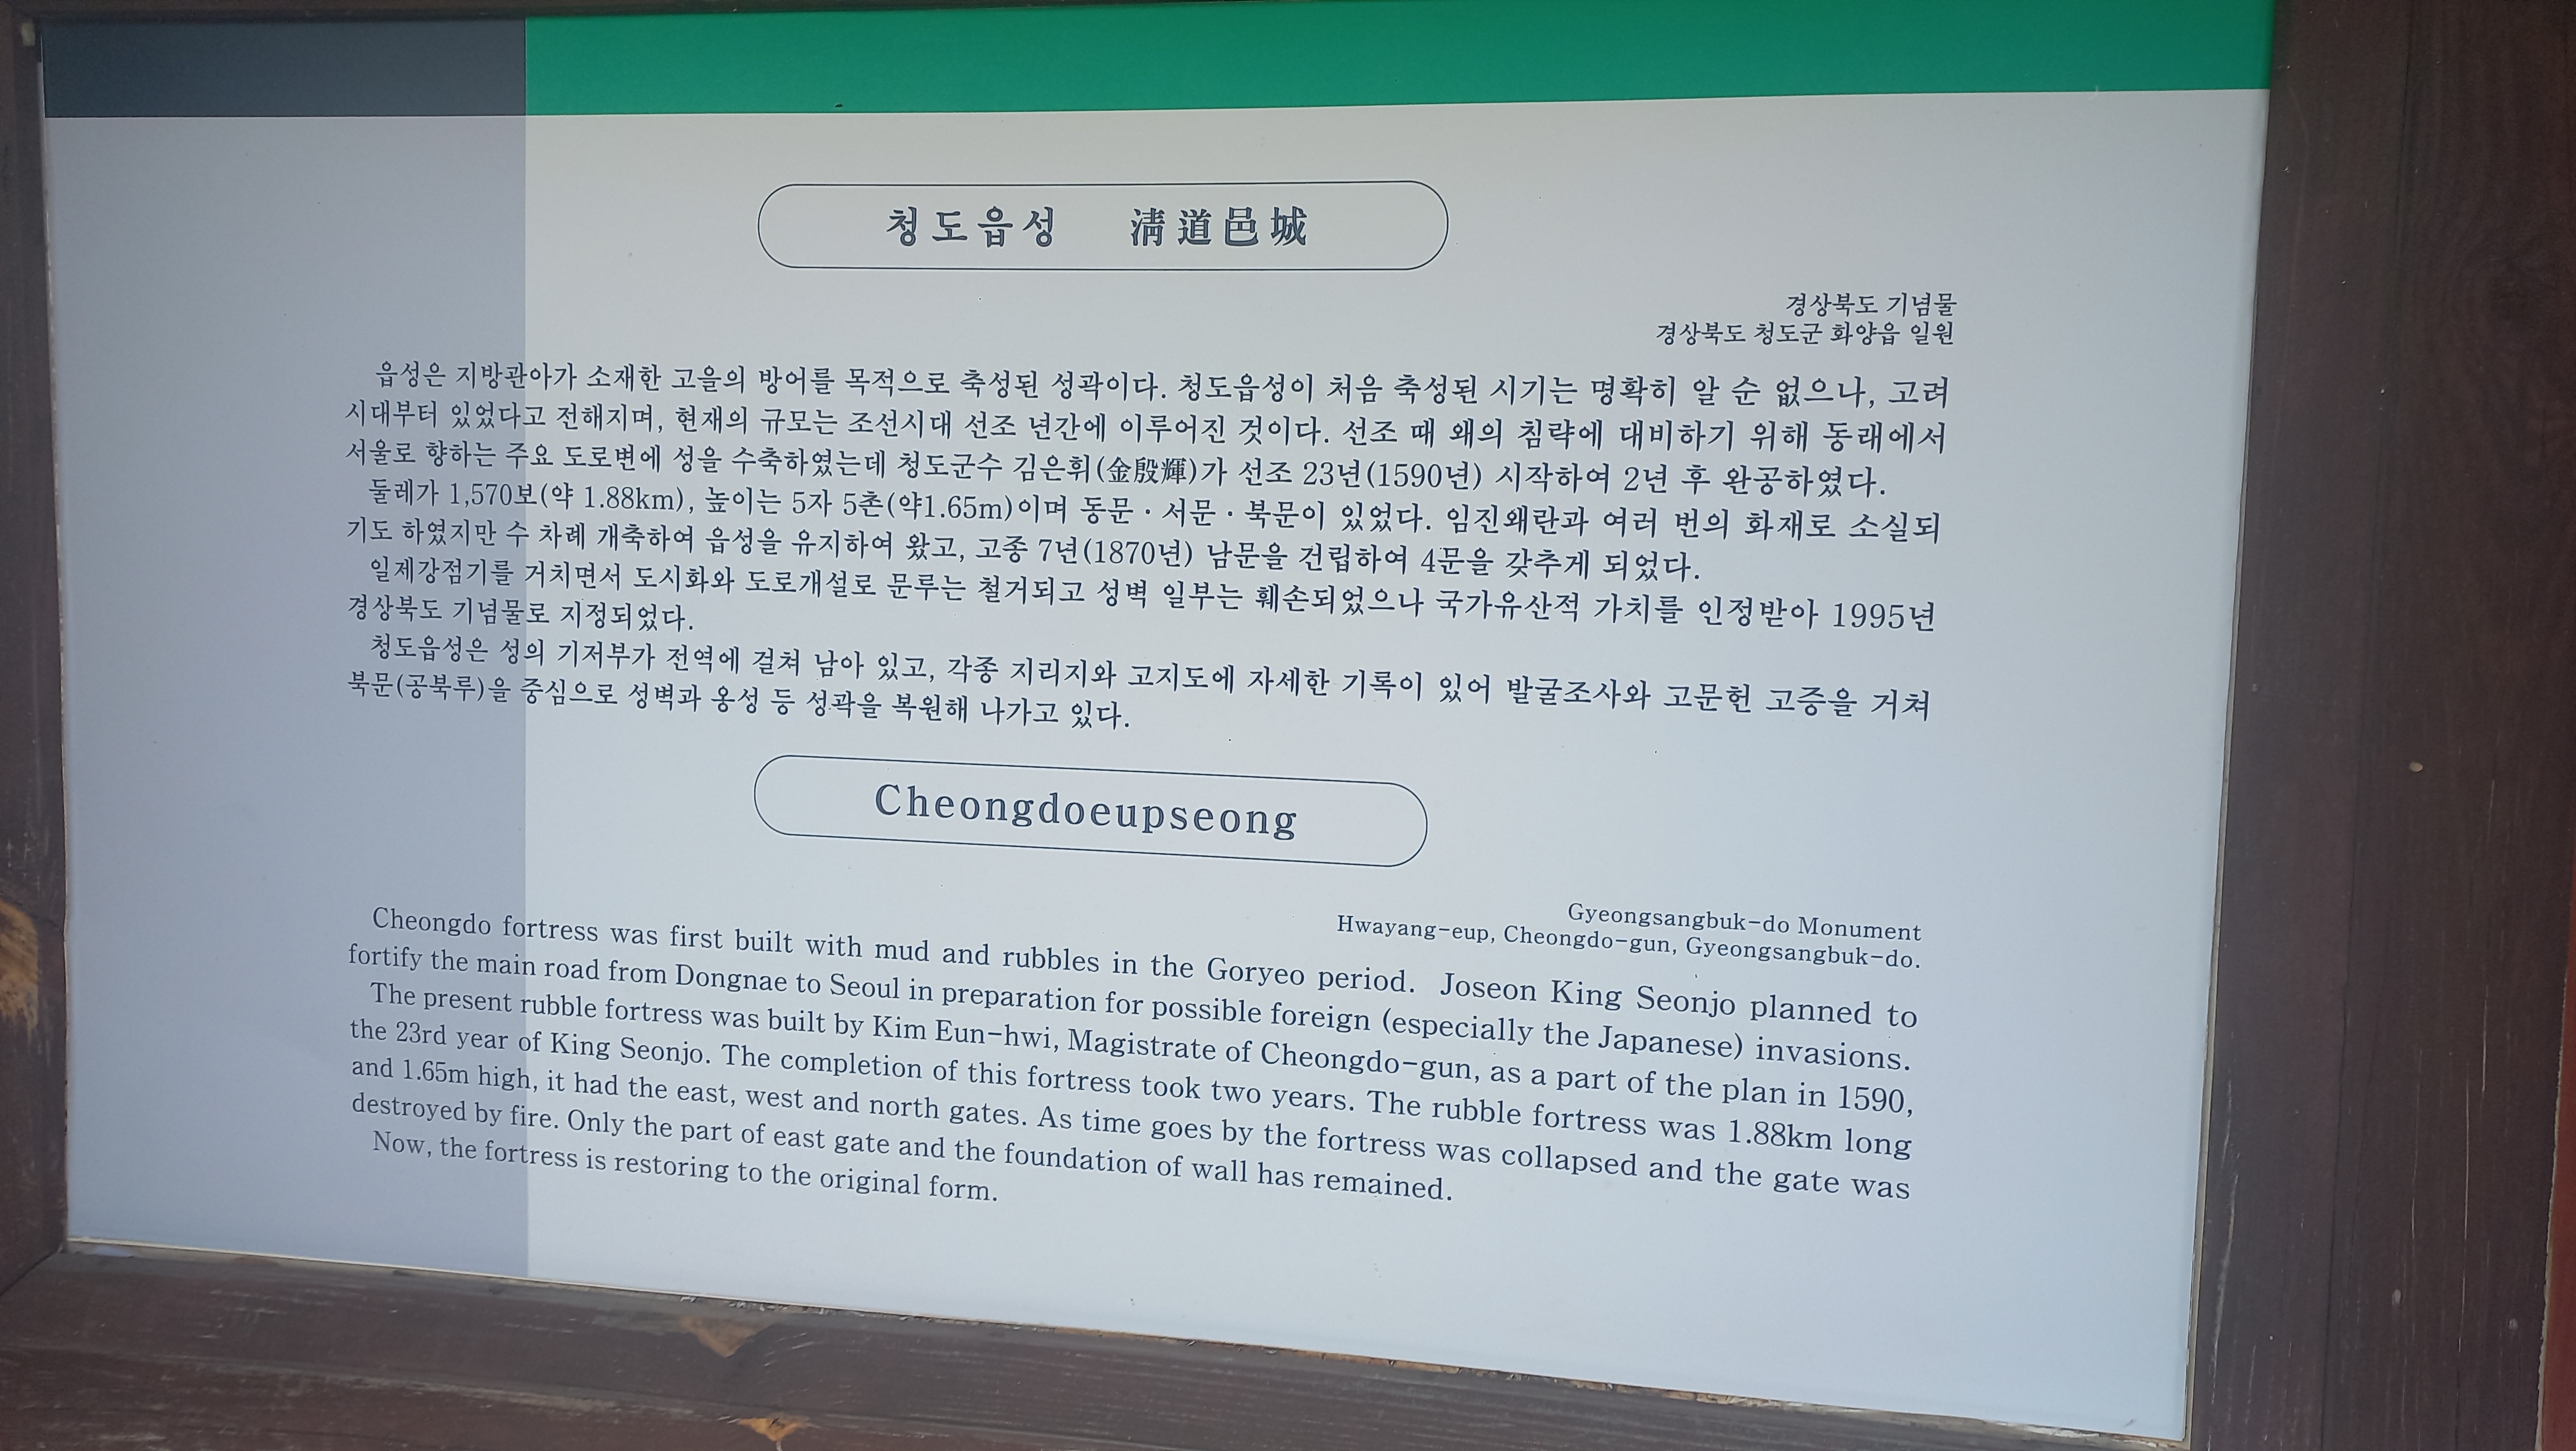 청도읍성 淸道邑城
경상북도 기념물
경상북도 청도군 화양읍 일원
읍성은 지방관아가 소재한 고을의 방어를 목적으로 축성된 성곽이다. 청도읍성이 처음 축성된 시기는 명확히 알 순 없으나, 고려
시대부터 있었다고 전해지며, 현재의 규모는 조선시대 선조 년간에 이루어진 것이다. 선조 때 왜의 침략에 대비하기 위해 동래에서
서울로 향하는 주요 도로변에 성을 수축하였는데 청도군수 김은휘(金殷輝)가 선조 23년(1590년) 시작하여 2년 후 완공하였다.
둘레가 1,570보(약 1.88km), 높이는 5자 5촌(약1.65m)이며 동문·서문·북문이 있었다. 임진왜란과 여러 번의 화재로 소실되
기도 하였지만 수 차례 개축하여 읍성을 유지하여 왔고, 고종 7년(1870년) 남문을 건립하여 4문을 갖추게 되었다.
일제강점기를 거치면서 도시화와 도로개설로 문루는 철거되고 성벽 일부는 훼손되었으나 국가유산적 가치를 인정받아 1995년
경상북도 기념물로 지정되었다.
청도읍성은 성의 기저부가 전역에 걸쳐 남아 있고, 각종 지리지와 고지도에 자세한 기록이 있어 발굴조사와 고문헌 고증을 거쳐
북문(공북루)을 중심으로 성벽과 옹성 등 성곽을 복원해 나가고 있다.
Cheongdoeupseong
Gyeongsangbuk-do Monument
Hwayang-eup, Cheongdo-gun, Gyeongsangbuk-do.
Cheongdo fortress was first built with mud and rubbles in the Goryeo period. Joseon King Seonjo planned to
fortify the main road from Dongnae to Seoul in preparation for possible foreign (especially the Japanese) invasions.
The present rubble fortress was built by Kim Eun-hwi, Magistrate of Cheongdo-gun, as a part of the plan in 1590,
the 23rd year of King Seonjo. The completion of this fortress took two years. The rubble fortress was 1.88km long
and 1.65m high, it had the east, west and north gates. As time goes by the fortress was collapsed and the gate was
destroyed by fire. Only the part of east gate and the foundation of wall has remained.
Now, the fortress is restoring to the original form.